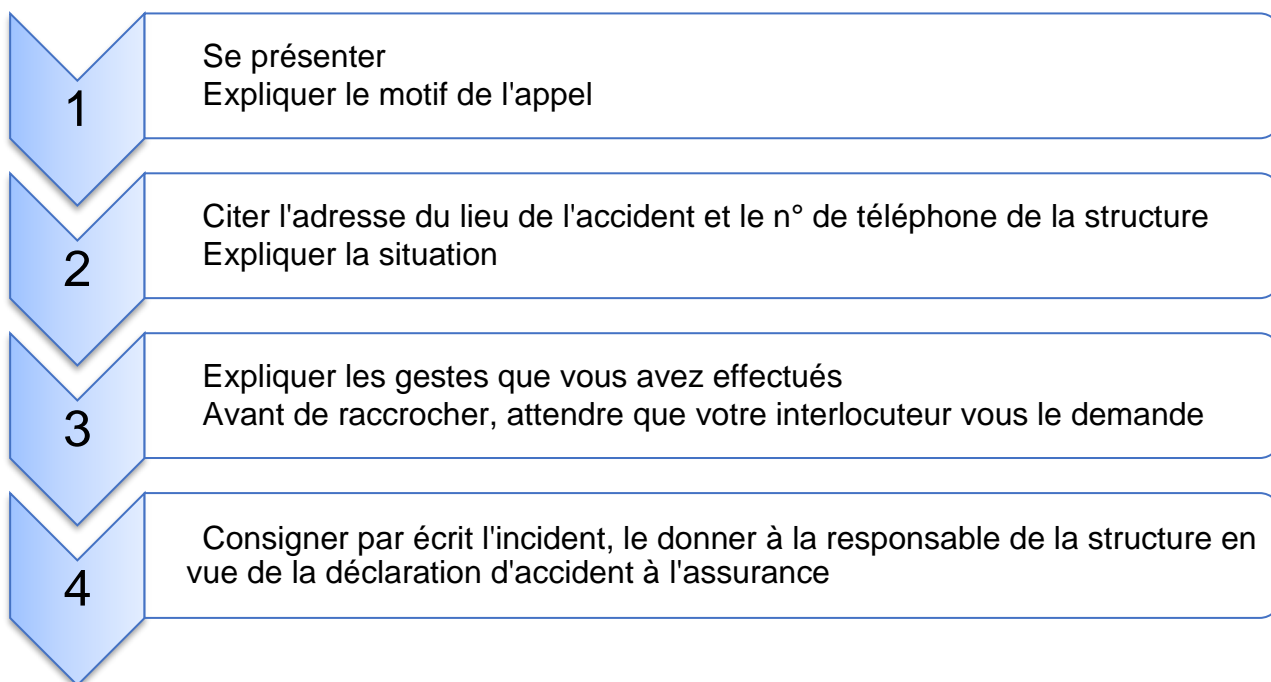 1
Se présenter
Expliquer le motif de l'appel
2
Citer l'adresse du lieu de l'accident et le n° de téléphone de la structure
Expliquer la situation
3
Expliquer les gestes que vous avez effectués
Avant de raccrocher, attendre que votre interlocuteur vous le demande
4
Consigner par écrit l'incident, le donner à la responsable de la structure en
vue de la déclaration d'accident à l'assurance